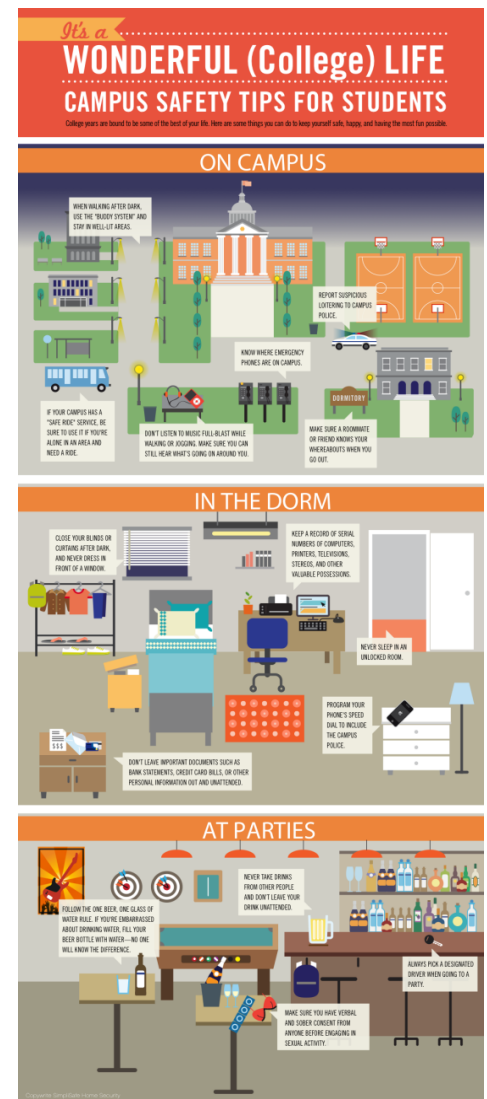 It's a
WONDERFUL (College) LIFE
CAMPUS SAFETY TIPS FOR STUDENTS
College years are bound to be some of the best of your life. Here are some things you can do to keep yourself safe, happy, and having the most fun possible.
ON CAMPUS
WHEN WALKING AFTER DARK,
USE THE "BUDDY SYSTEM" AND
STAY IN WELL-LIT AREAS.
REPORT SUSPICIOUS
LOITERING TO CAMPUS
POLICE.
KNOW WHERE EMERGENCY
PHONES ARE ON CAMPUS.
DORMITORY
IF YOUR CAMPUS HAS A
"SAFE RIDE" SERVICE, BE
SURE TO USE IT IF YOU'RE
ALONE IN AN AREA AND
NEED A RIDE.
DON'T LISTEN TO MUSIC FULL-BLAST WHILE
WALKING OR JOGGING. MAKE SURE YOU CAN
STILL HEAR WHAT'S GOING ON AROUND YOU.
MAKE SURE A ROOMMATE
OR FRIEND KNOWS YOUR
WHEREABOUTS WHEN YOU
GO OUT.
IN THE DORM
CLOSE YOUR BLINDS OR
CURTAINS AFTER DARK,
AND NEVER DRESS IN
FRONT OF A WINDOW.
KEEP A RECORD OF SERIAL
NUMBERS OF COMPUTERS,
PRINTERS, TELEVISIONS,
STEREOS, AND OTHER
VALUABLE POSSESSIONS.
NEVER SLEEP IN AN
UNLOCKED ROOM.
PROGRAM YOUR
PHONE'S SPEED
DIAL TO INCLUDE
THE CAMPUS
POLICE.
$$$
DON'T LEAVE IMPORTANT DOCUMENTS SUCH AS
BANK STATEMENTS, CREDIT CARD BILLS, OR OTHER
PERSONAL INFORMATION OUT AND UNATTENDED.
AT PARTIES
NEVER TAKE DRINKS
FROM OTHER PEOPLE
AND DON'T LEAVE YOUR
DRINK UNATTENDED.
FOLLOW THE ONE BEER, ONE GLASS OF
WATER RULE. IF YOU'RE EMBARRASSED
ABOUT DRINKING WATER, FILL YOUR
BEER BOTTLE WITH WATER—NO ONE
WILL KNOW THE DIFFERENCE.
ALWAYS PICK A DESIGNATED
DRIVER WHEN GOING TO A
PARTY.
MAKE SURE YOU HAVE VERBAL
AND SOBER CONSENT FROM
ANYONE BEFORE ENGAGING IN
SEXUAL ACTIVITY.
SimpliSafe Home Security